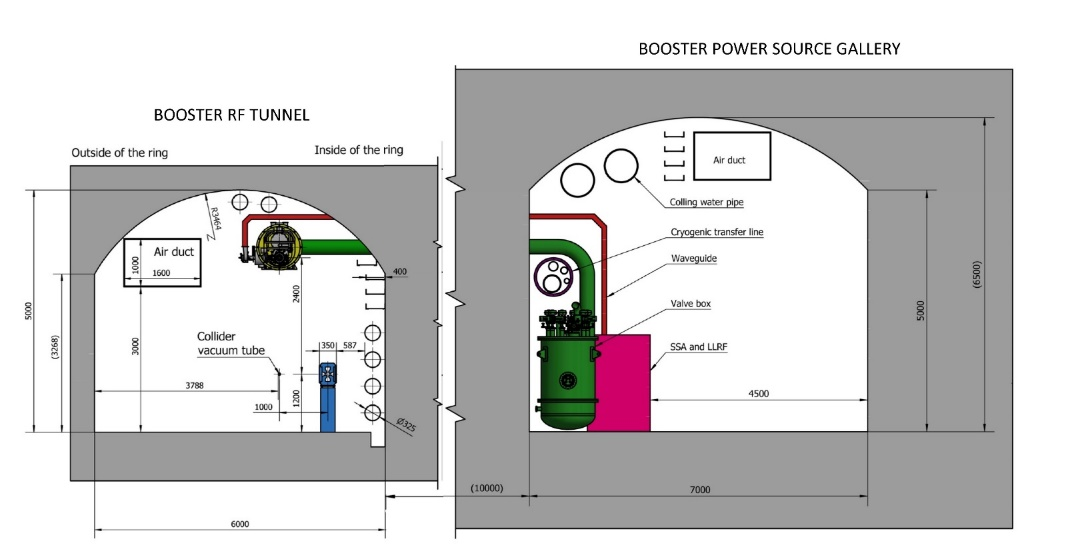 BOOSTER POWER SOURCE GALLERY
BOOSTER RF TUNNEL
Outside of the ring
Inside of the ring
Air duct
Colling water pipe
Cryogenic transfer line
Waveguide
Valve box
SSA and LLRF
4500
5000
(6500)
7000
(10000)
R3464
Air duct
1000
1600
400
2400
5000
(3268)
3000
Collider
vacuum tube
350
587
3788
1000
1200
Ø325
6000